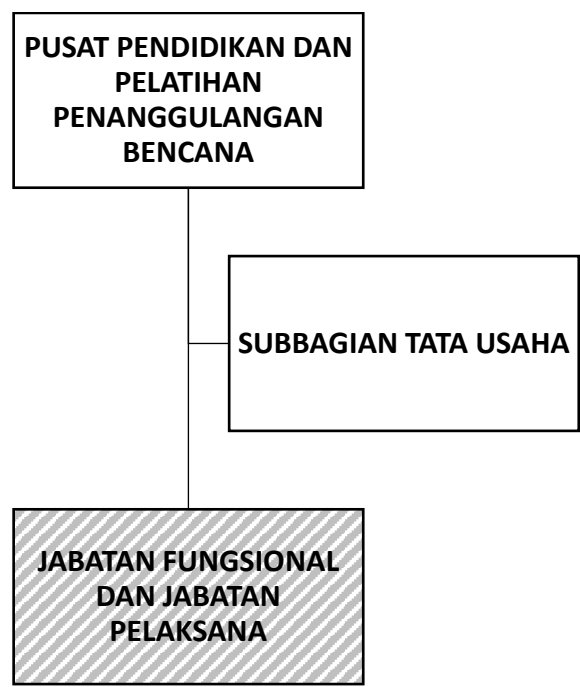 PUSAT PENDIDIKAN DAN
PELATIHAN
PENANGGULANGAN
BENCANA
SUBBAGIAN TATA USAHA
JABATAN FUNGSIONAL
DAN JABATAN
PELAKSANA